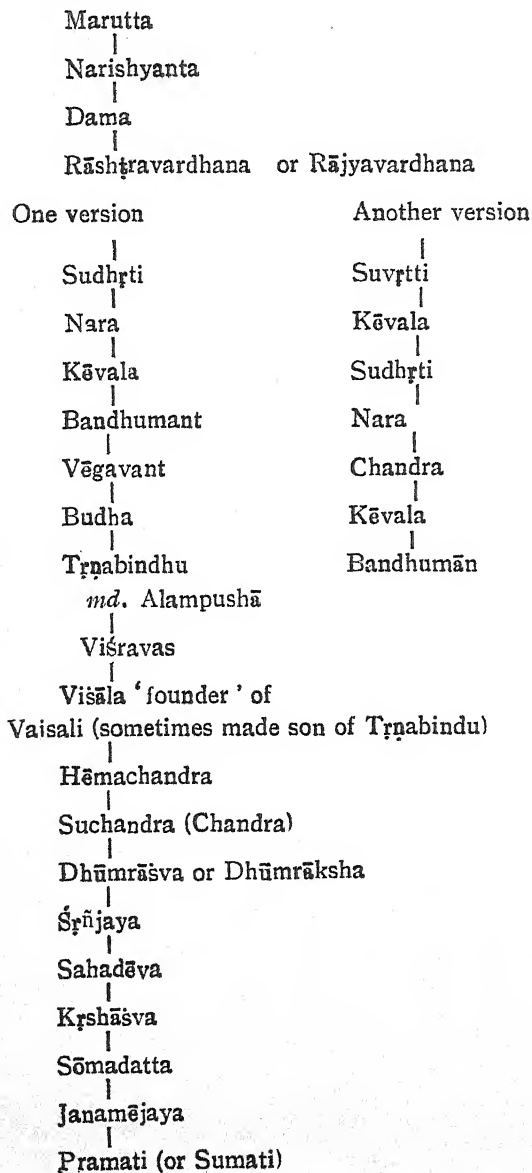 Marutta
Narishyanta
Dama
Rāshṭravardhana or Rājyavardhana
One version Another version
Sudhṛti Suvṛtti
Nara Kēvala
Kēvala Sudhṛti
Bandhumant Nara
Vēgavant Chandra
Budha Kēvala
Tṛṇabindhu Bandhumān
md. Alampushā
Viśravas
Viśāla ‘founder’ of
Vaisali (sometimes made son of Tṛṇabindu)
Hēmachandra
Suchandra (Chandra)
Dhūmrāśva or Dhūmrāksha
Śṛñjaya
Sahadēva
Kṛshāśva
Sōmadatta
Janamējaya
Pramati (or Sumati)